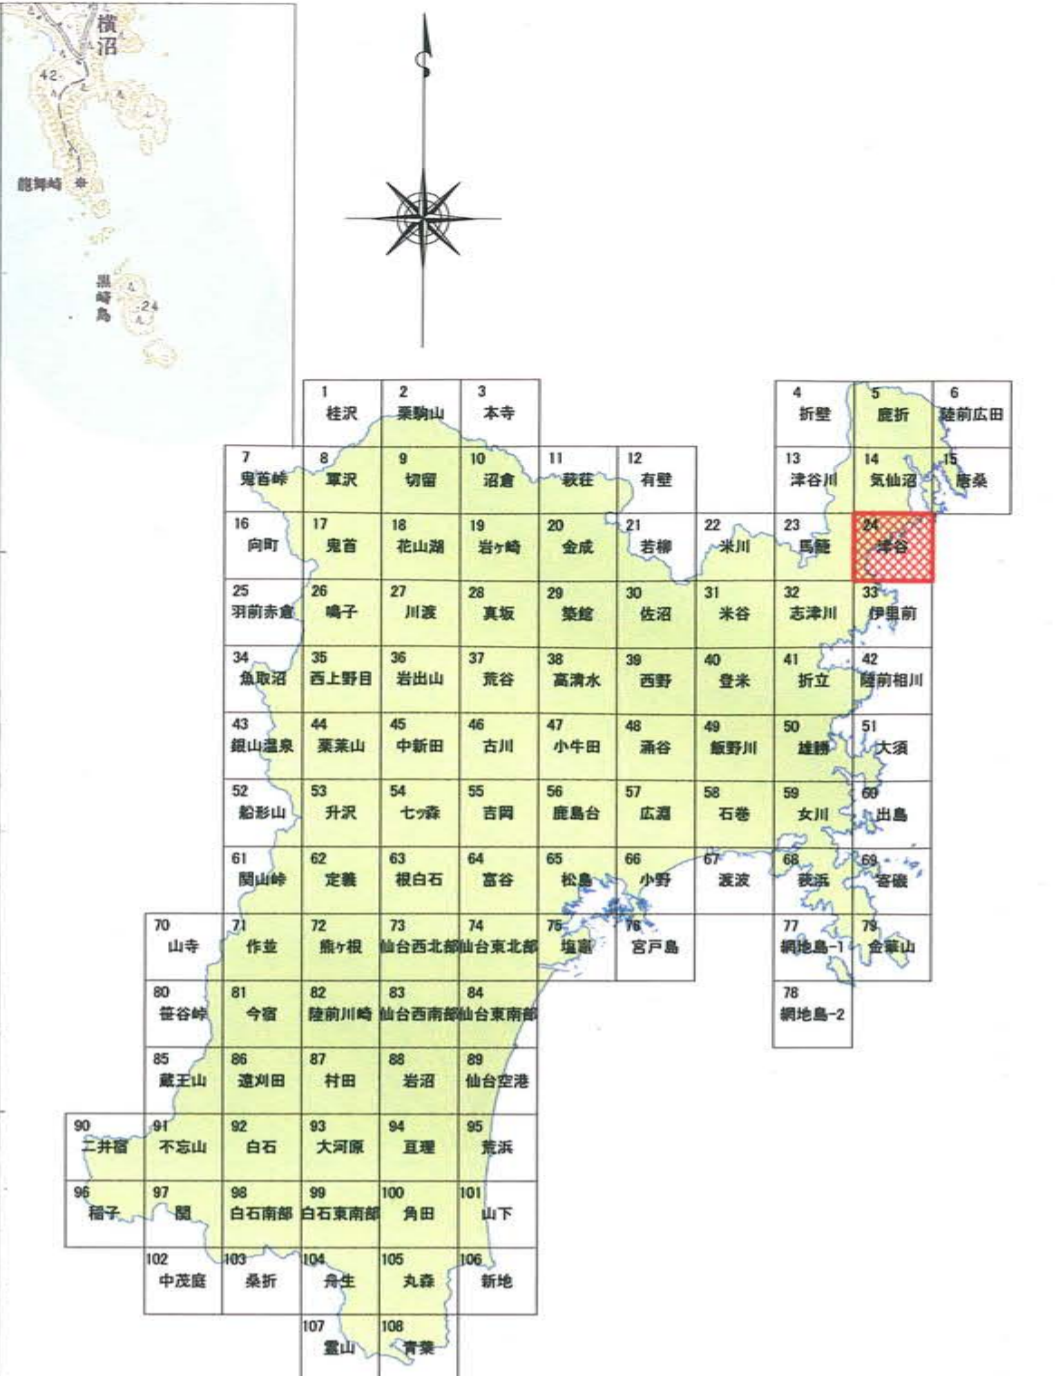 横沼
42
龍舞崎
黒崎島
24
1 桂沢
2 栗駒山
3 本寺
4 折壁
5 鹿折
6 陸前広田
7 鬼首峠
8 軍沢
9 切留
10 沼倉
11 萩荘
12 有壁
13 津谷川
14 気仙沼
15 唐桑
16 向町
17 鬼首
18 花山湖
19 岩ヶ崎
20 金成
21 若柳
22 米川
23 馬籠
24 津谷
25 羽前赤倉
26 鳴子
27 川渡
28 真坂
29 築館
30 佐沼
31 米谷
32 志津川
33 伊里前
34 魚取沼
35 西上野目
36 岩出山
37 荒谷
38 高清水
39 西野
40 登米
41 折立
42 陸前相川
43 銀山温泉
44 薬莱山
45 中新田
46 古川
47 小牛田
48 涌谷
49 飯野川
50 雄勝
51 大須
52 船形山
53 升沢
54 七ッ森
55 吉岡
56 鹿島台
57 広淵
58 石巻
59 女川
60 出島
61 関山峠
62 定義
63 根白石
64 富谷
65 松島
66 小野
67 渡波
68 荻浜
69 寄磯
70 山寺
71 作並
72 熊ヶ根
73 仙台西北部
74 仙台東北部
75 塩竈
76 宮戸島
77 網地島-1
79 金華山
80 笹谷峠
81 今宿
82 陸前川崎
83 仙台西南部
84 仙台東南部
78 網地島-2
85 蔵王山
86 遠刈田
87 村田
88 岩沼
89 仙台空港
90 二井宿
91 不忘山
92 白石
93 大河原
94 亘理
95 荒浜
96 稲子
97 関
98 白石南部
99 白石東南部
100 角田
101 山下
102 中茂庭
103 桑折
104 舟生
105 丸森
106 新地
107 霊山
108 青葉